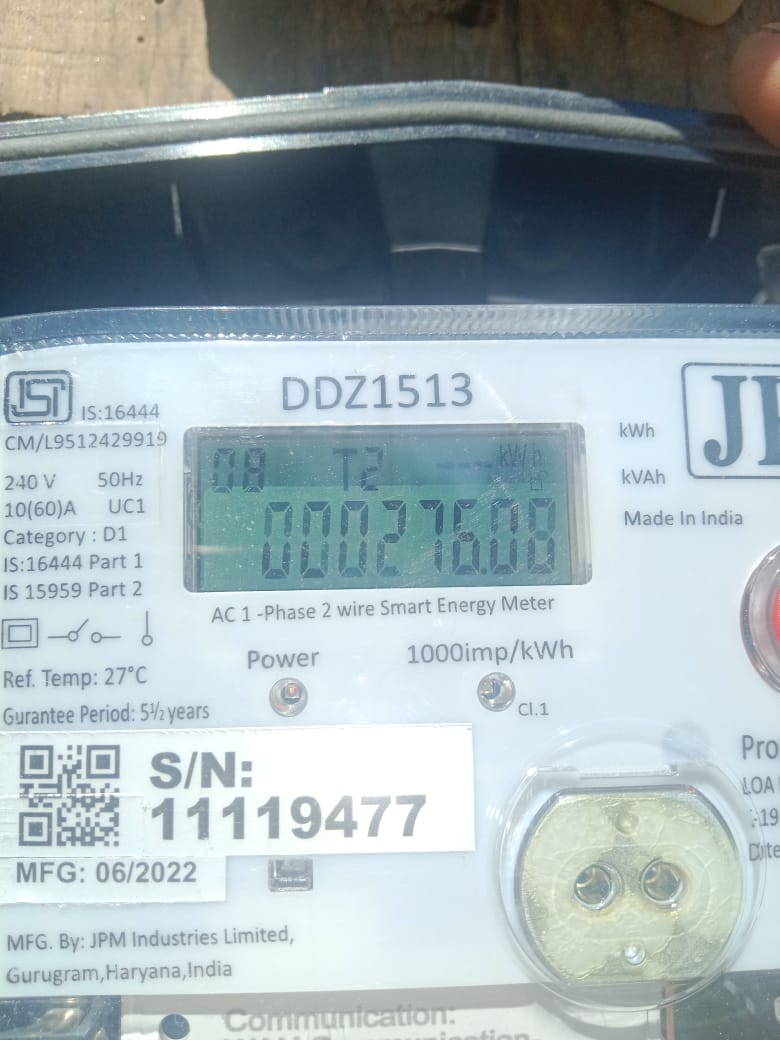 DDZ1513
IS:16444
CM/L9512429919
240 V 50Hz
10(60)A UC1
Category : D1
IS:16444 Part 1
IS 15959 Part 2
08 T2 kWh
000276.08
kWh
kVAh
Made In India
AC 1 -Phase 2 wire Smart Energy Meter
Ref. Temp: 27°C
Gurantee Period: 5½ years
Power
1000imp/kWh
Cl.1
S/N:
11119477
MFG: 06/2022
MFG. By: JPM Industries Limited,
Gurugram,Haryana,India
Communication: